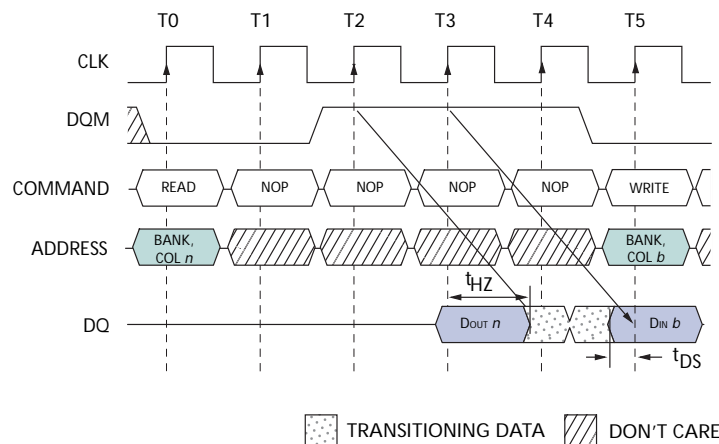 T0 T1 T2 T3 T4 T5
CLK
DQM
COMMAND READ NOP NOP NOP NOP WRITE
ADDRESS BANK, COL n BANK, COL b
tHZ
DQ DOUT n DIN b
tDS
TRANSITIONING DATA DON'T CARE